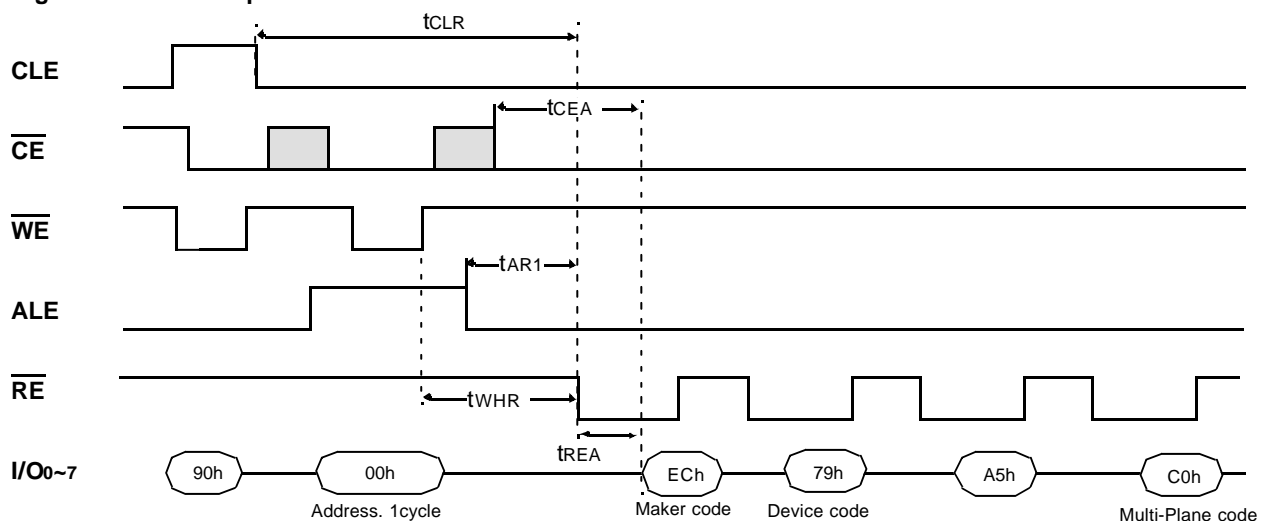 tCLR
CLE
tCEA
CE
WE
tAR1
ALE
RE
tWHR
tREA
I/O0~7
90h
00h
ECh
79h
A5h
C0h
Address. 1cycle
Maker code
Device code
Multi-Plane code